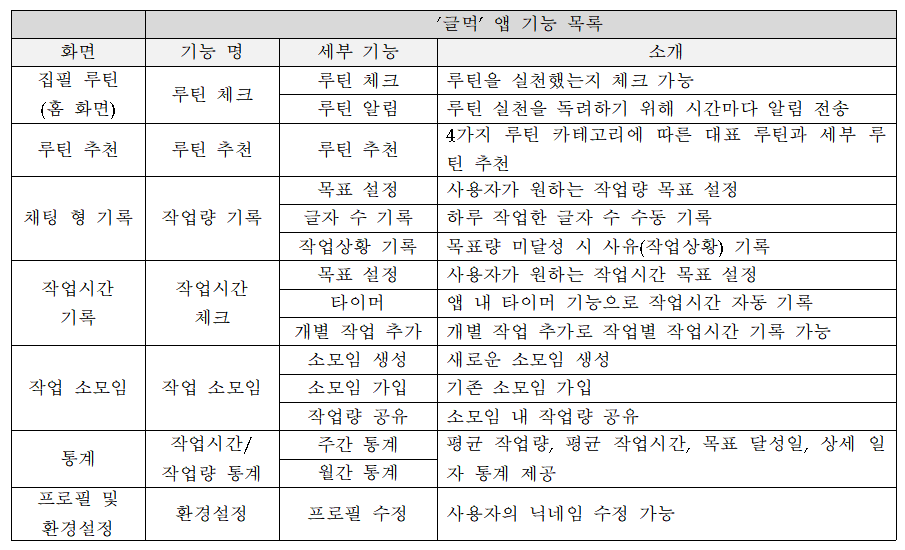 '글먹' 앱 기능 목록
화면 기능 명 세부 기능 소개
집필 루틴
(홈 화면)
루틴 체크
루틴 체크 루틴을 실천했는지 체크 가능
루틴 알림 루틴 실천을 독려하기 위해 시간마다 알림 전송
루틴 추천 루틴 추천 루틴 추천
4가지 루틴 카테고리에 따른 대표 루틴과 세부 루
틴 추천
채팅 형 기록 작업량 기록
목표 설정 사용자가 원하는 작업량 목표 설정
글자 수 기록 하루 작업한 글자 수 수동 기록
작업상황 기록 목표량 미달성 시 사유(작업상황) 기록
작업시간
기록
작업시간
체크
목표 설정 사용자가 원하는 작업시간 목표 설정
타이머 앱 내 타이머 기능으로 작업시간 자동 기록
개별 작업 추가 개별 작업 추가로 작업별 작업시간 기록 가능
작업 소모임 작업 소모임
소모임 생성 새로운 소모임 생성
소모임 가입 기존 소모임 가입
작업량 공유 소모임 내 작업량 공유
통계
작업시간/
작업량 통계
주간 통계
월간 통계
평균 작업량, 평균 작업시간, 목표 달성일, 상세 일
자 통계 제공
프로필 및
환경설정
환경설정 프로필 수정 사용자의 닉네임 수정 가능